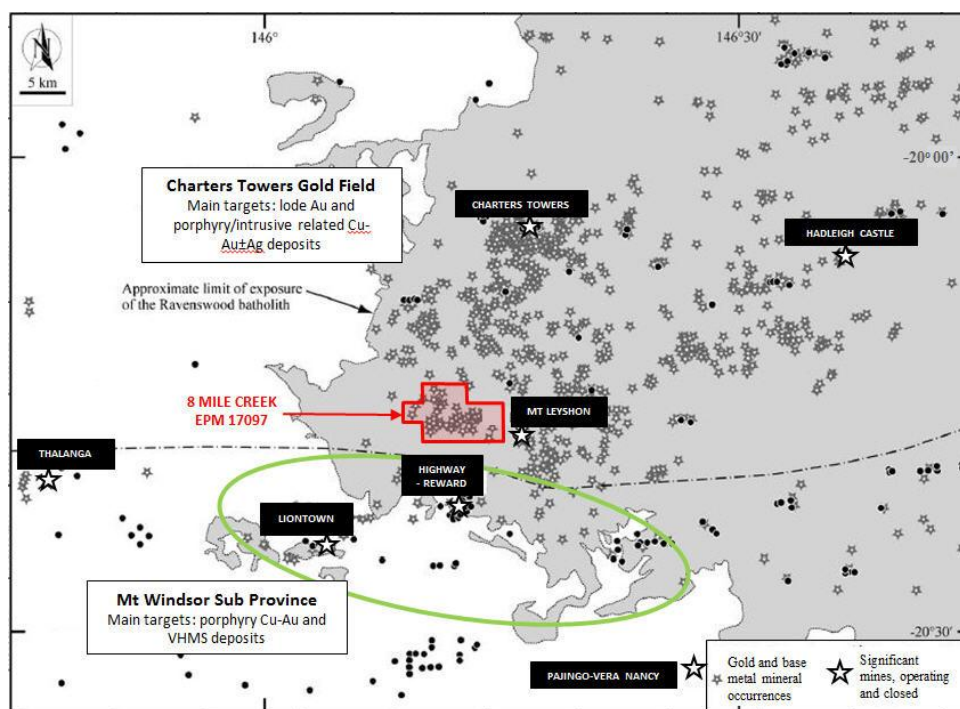 146°
146°30'
N
5 km
-20° 00'
Charters Towers Gold Field
Main targets: lode Au and
porphyry/intrusive related Cu-
Au±Ag deposits
CHARTERS TOWERS
HADLEIGH CASTLE
Approximate limit of exposure
of the Ravenswood batholith
8 MILE CREEK
EPM 17097
MT LEYSHON
THALANGA
HIGHWAY
- REWARD
LIONTOWN
Mt Windsor Sub Province
Main targets: porphyry Cu-Au and
VHMS deposits
-20° 30'
PAJINGO-VERA NANCY
Gold and base
metal mineral
occurrences
Significant
mines, operating
and closed